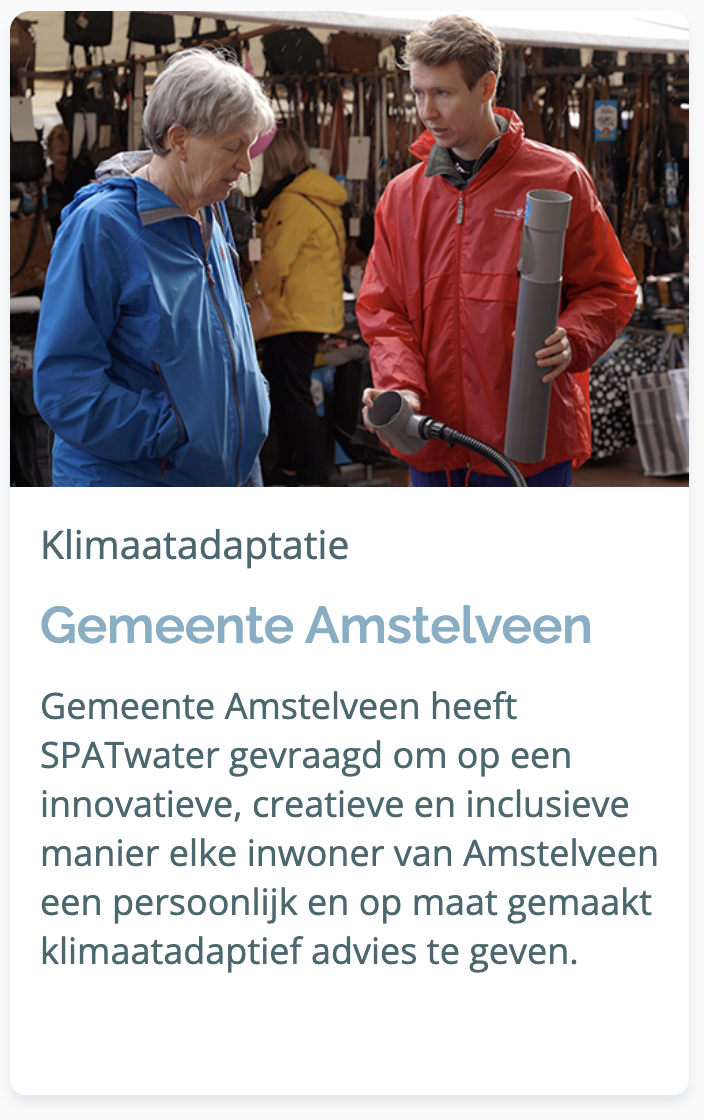 Klimaatadaptatie
Gemeente Amstelveen
Gemeente Amstelveen heeft
SPATwater gevraagd om op een
innovatieve, creatieve en inclusieve
manier elke inwoner van Amstelveen
een persoonlijk en op maat gemaakt
klimaatadaptief advies te geven.